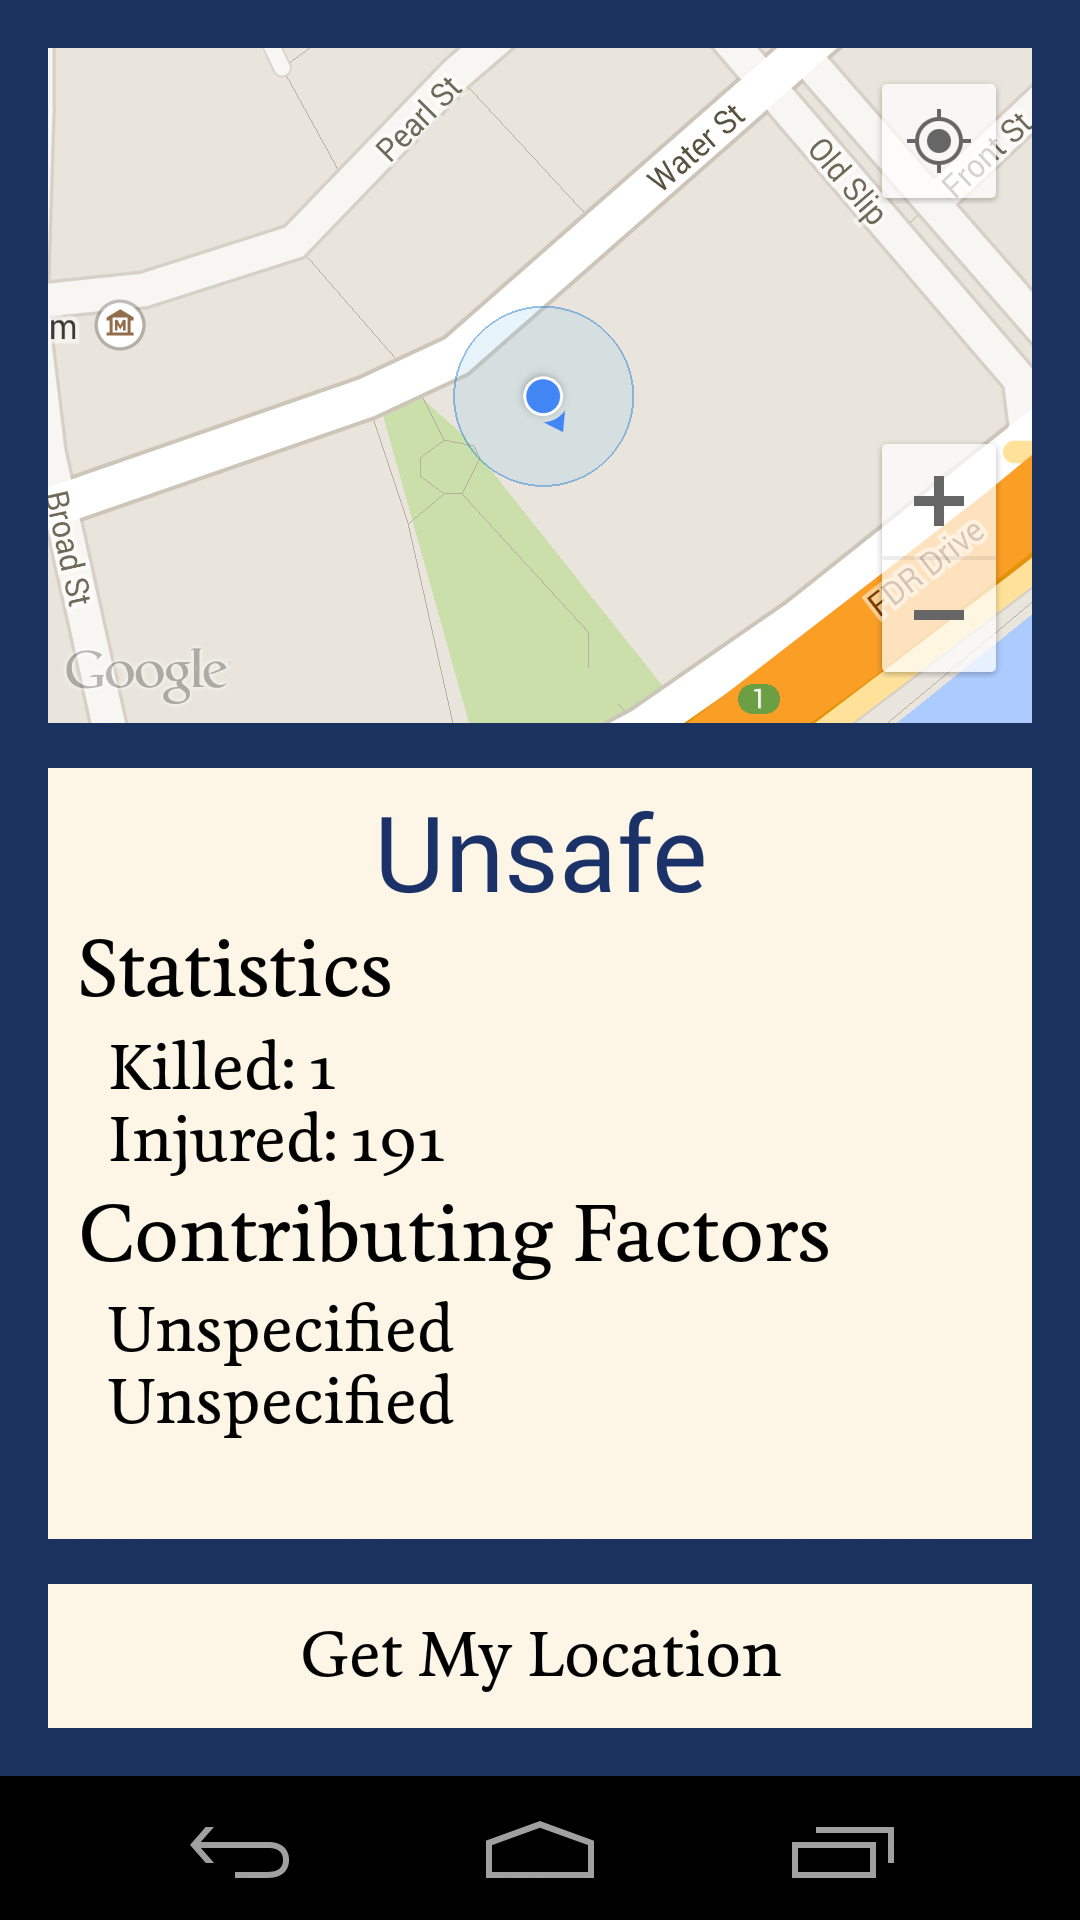 Pearl St
Water St
Old Slip
Front St
m
M
Broad St
FDR Drive
Google
1
Unsafe
Statistics
Killed: 1
Injured: 191
Contributing Factors
Unspecified
Unspecified
Get My Location